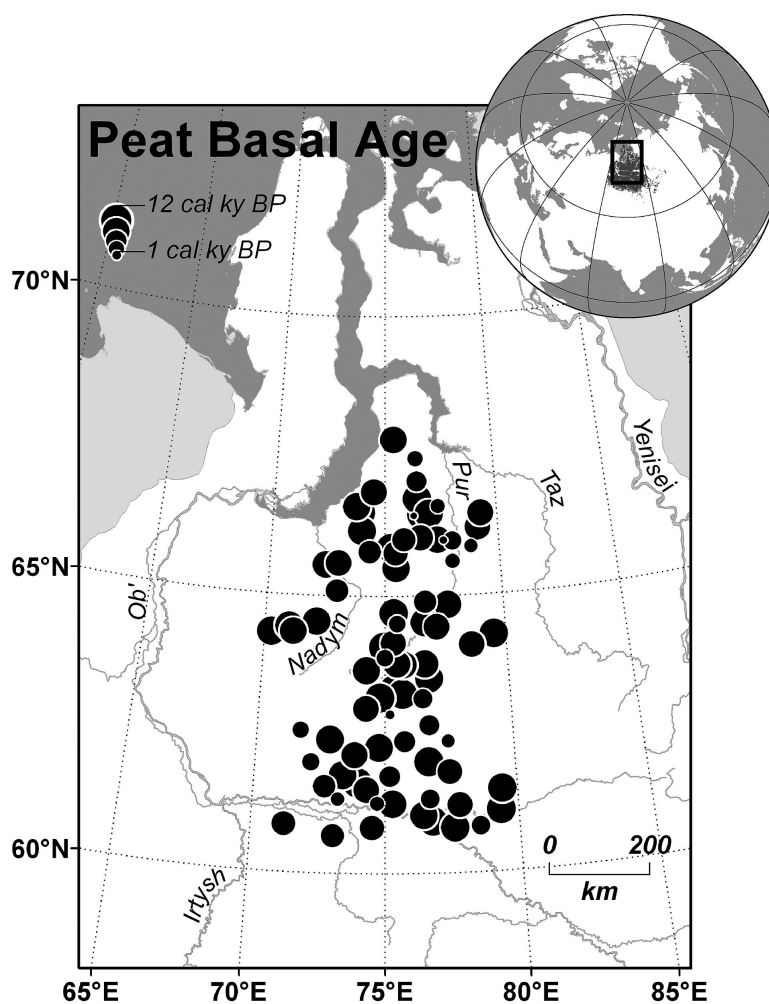 Peat Basal Age
12 cal ky BP
1 cal ky BP
70°N
Yenisei
Pur
Taz
65°N
Ob'
Nadym
60°N
0 200
km
Irtysh
65°E 70°E 75°E 80°E 85°E